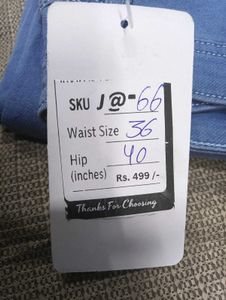 SKU J@-66
Waist Size 36
Hip 40
(inches) Rs. 499/-
Thanks For Choosing